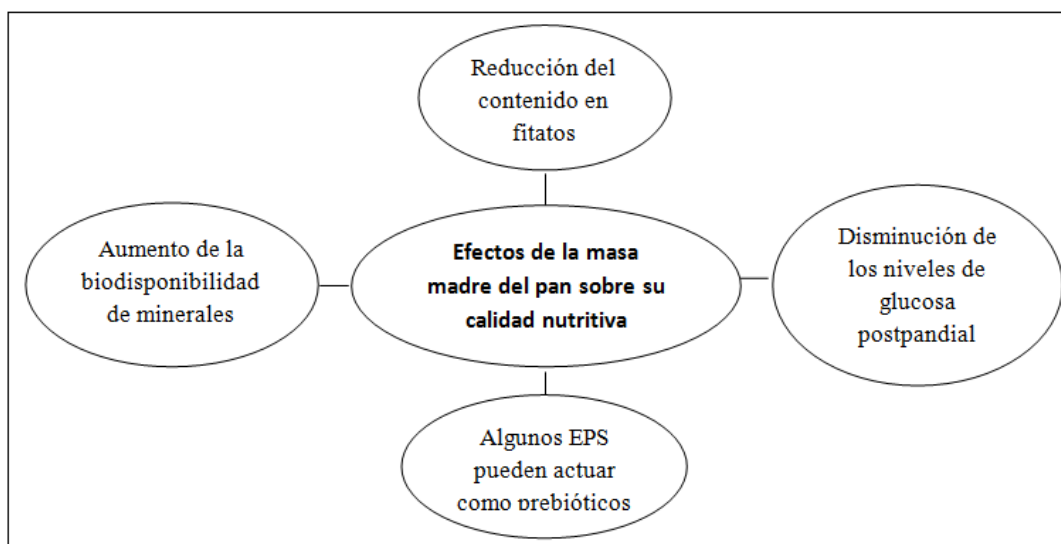 Reducción del
contenido en
fitatos
Aumento de la
biodisponibilidad
de minerales
Efectos de la masa
madre del pan sobre su
calidad nutritiva
Disminución de
los niveles de
glucosa
postpandial
Algunos EPS
pueden actuar
como prebióticos